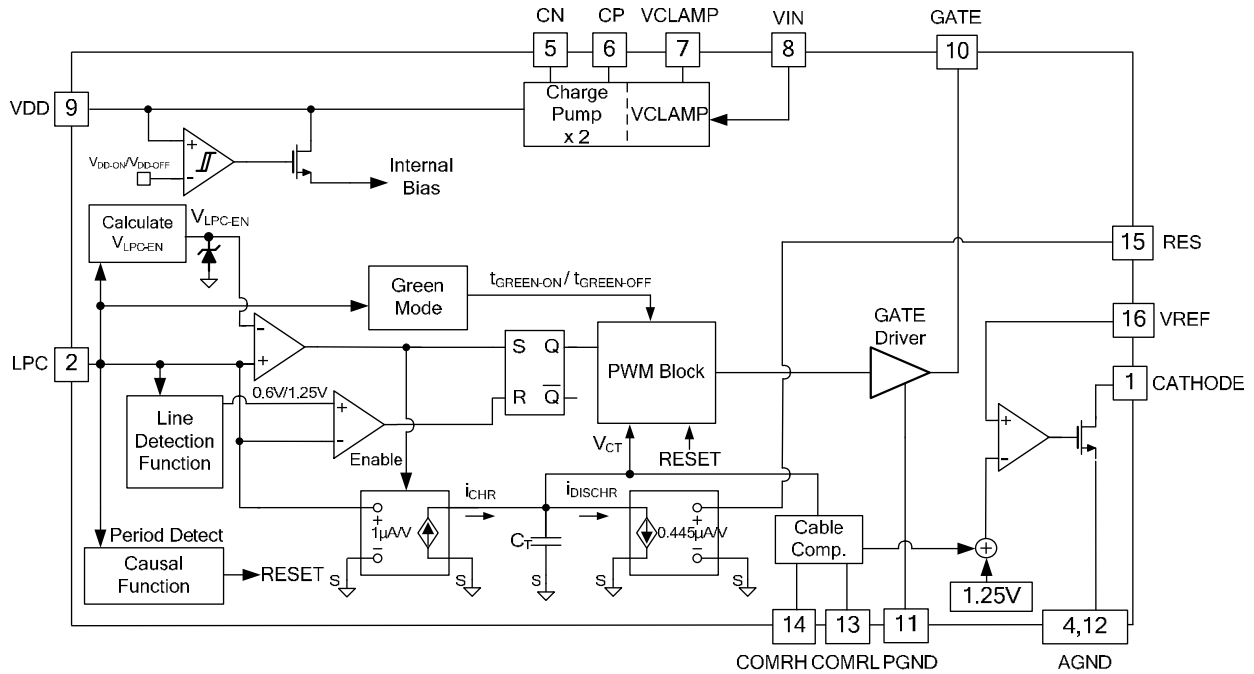 CN CP VCLAMP VIN GATE
5 6 7 8 10
VDD 9
Charge
Pump
x 2
VCLAMP
+
-
VDD-ON/VDD-OFF
Internal
Bias
Calculate
VLPC-EN
VLPC-EN
15 RES
Green
Mode
tGREEN-ON / tGREEN-OFF
GATE
Driver
16 VREF
LPC 2
-
+
S Q
R Q̅
PWM Block
1 CATHODE
0.6V/1.25V
+
-
Line
Detection
Function
+
-
Enable
VCT
RESET
iCHR
iDISCHR
+
1µA/V
-
CT
+
0.445µA/V
-
Cable
Comp.
+
1.25V
Period Detect
Causal
Function
RESET
S S S S S
14 13 11 4,12
COMRH COMRL PGND AGND